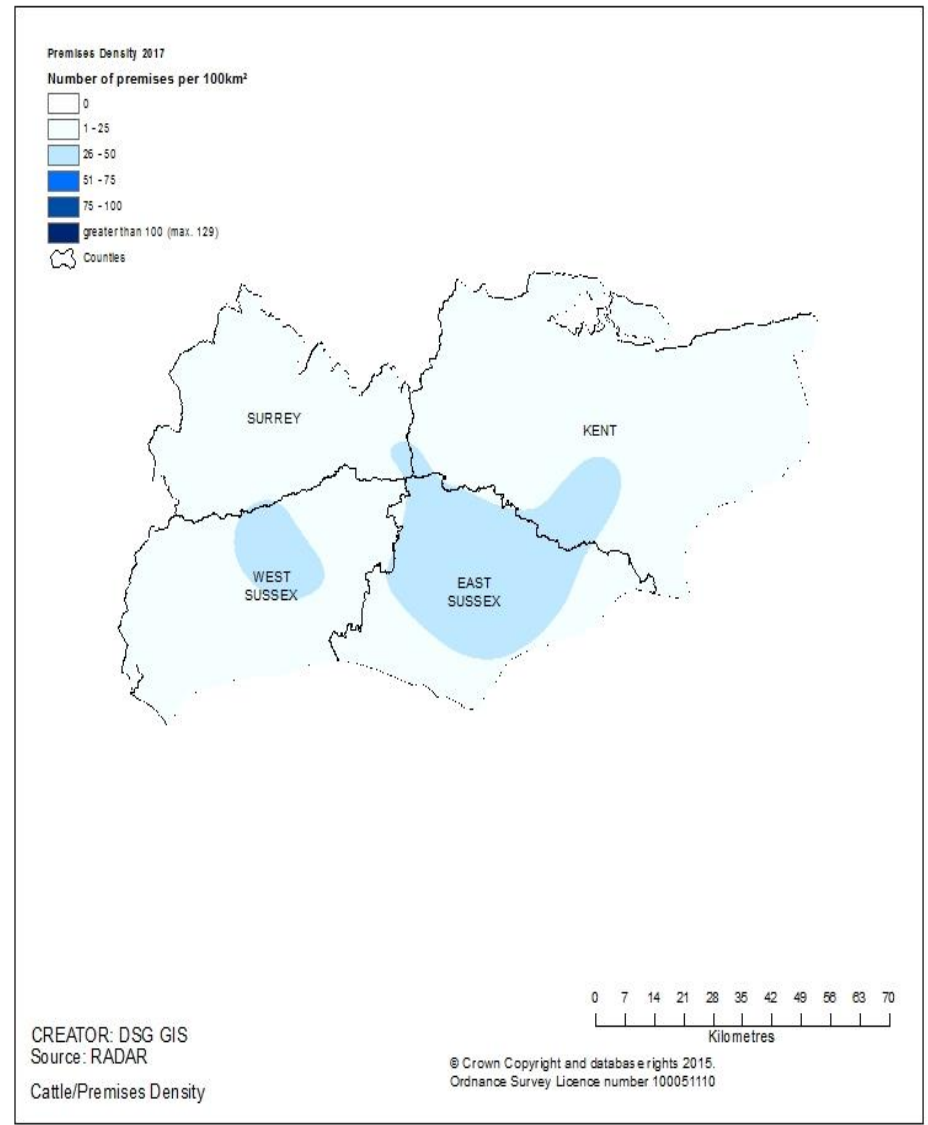 Premises Density 2017
Number of premises per 100km²
0
1 - 25
26 - 50
51 - 75
75 - 100
greater than 100 (max. 129)
Counties
SURREY
KENT
WEST
SUSSEX
EAST
SUSSEX
0 7 14 21 28 35 42 49 56 63 70
Kilometres
CREATOR: DSG GIS
Source: RADAR
Cattle/Premises Density
© Crown Copyright and database rights 2015.
Ordnance Survey Licence number 100051110